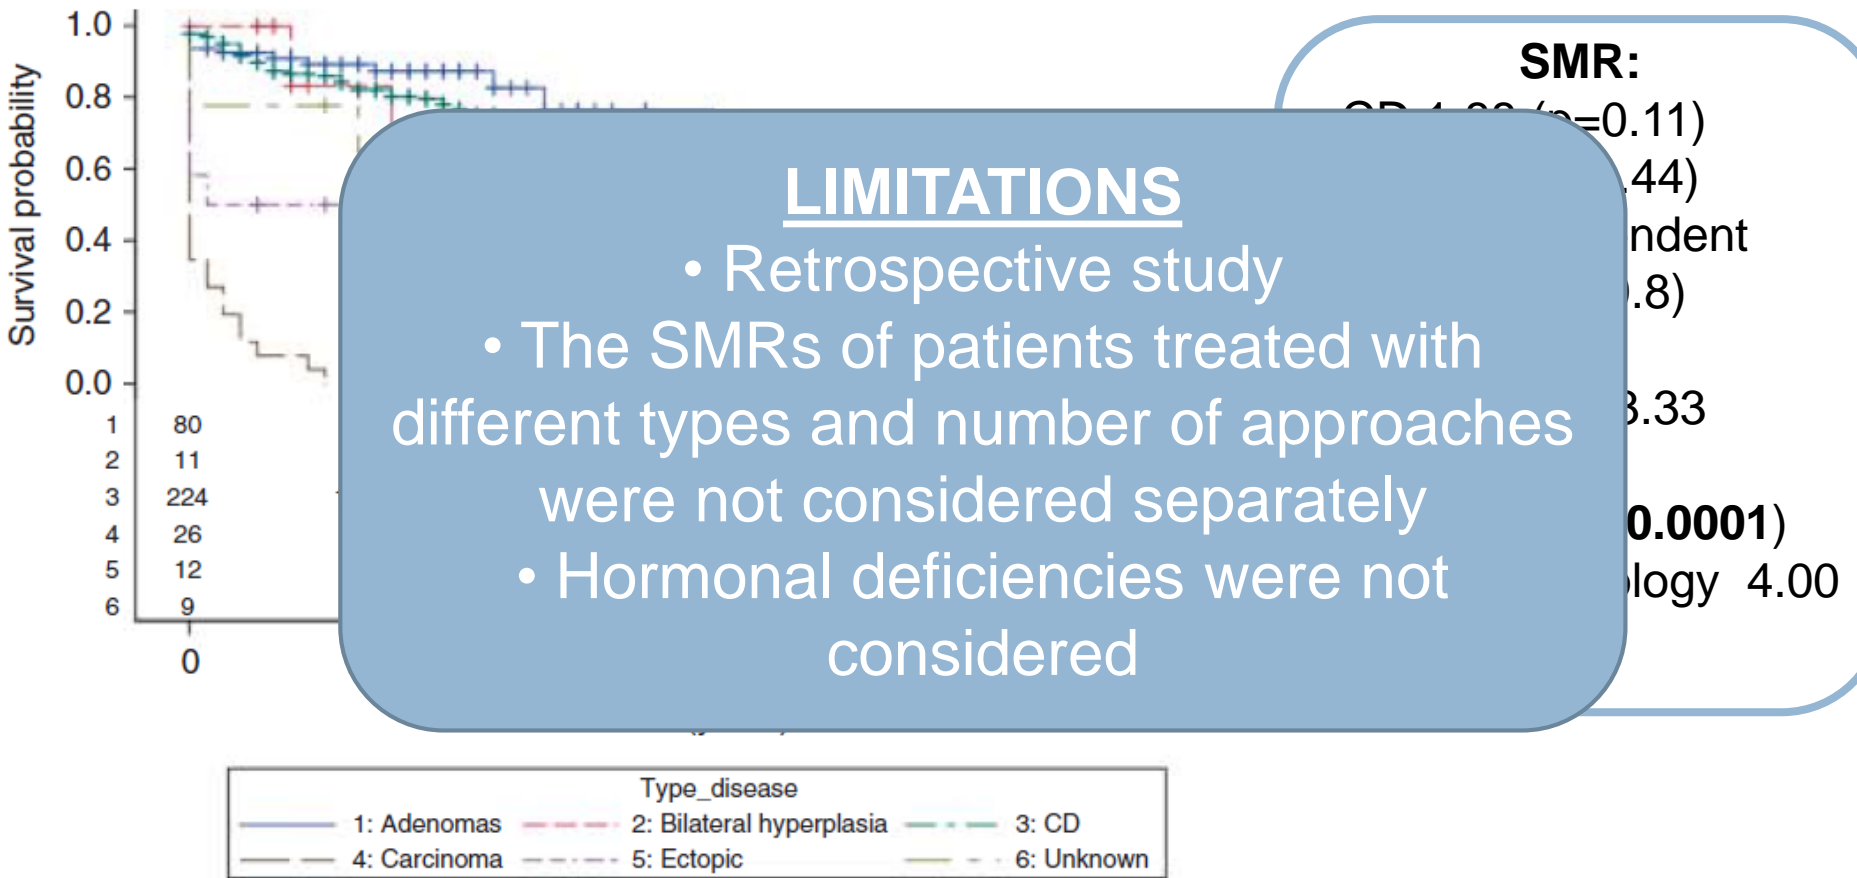 Survival probability
1.0
0.8
0.6
0.4
0.2
0.0
1 80
2 11
3 224
4 26
5 12
6 9
0
SMR:
=0.11)
.44)
ndent
.8)
3.33
0.0001)
logy 4.00
LIMITATIONS
• Retrospective study
• The SMRs of patients treated with
different types and number of approaches
were not considered separately
• Hormonal deficiencies were not
considered
Type_disease
1: Adenomas 2: Bilateral hyperplasia 3: CD
4: Carcinoma 5: Ectopic 6: Unknown